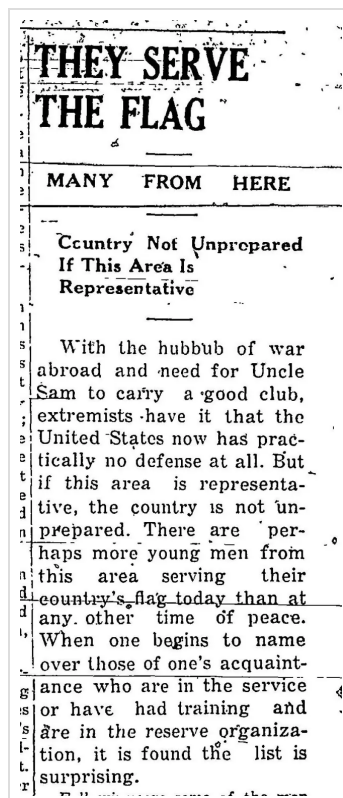 THEY SERVE
THE FLAG
MANY FROM HERE
Ccuntry Not Unprepared
If This Area Is
Representative
With the hubbub of war
abroad and need for Uncle
Sam to carry a good club,
extremists have it that the
United States now has prac-
tically no defense at all. But
if this area is representa-
tive, the country is not un-
prepared. There are per-
haps more young men from
this area serving their
country's flag today than at
any other time of peace.
When one begins to name
over those of one's acquaint-
ance who are in the service
or have had training and
are in the reserve organiza-
tion, it is found the list is
surprising.